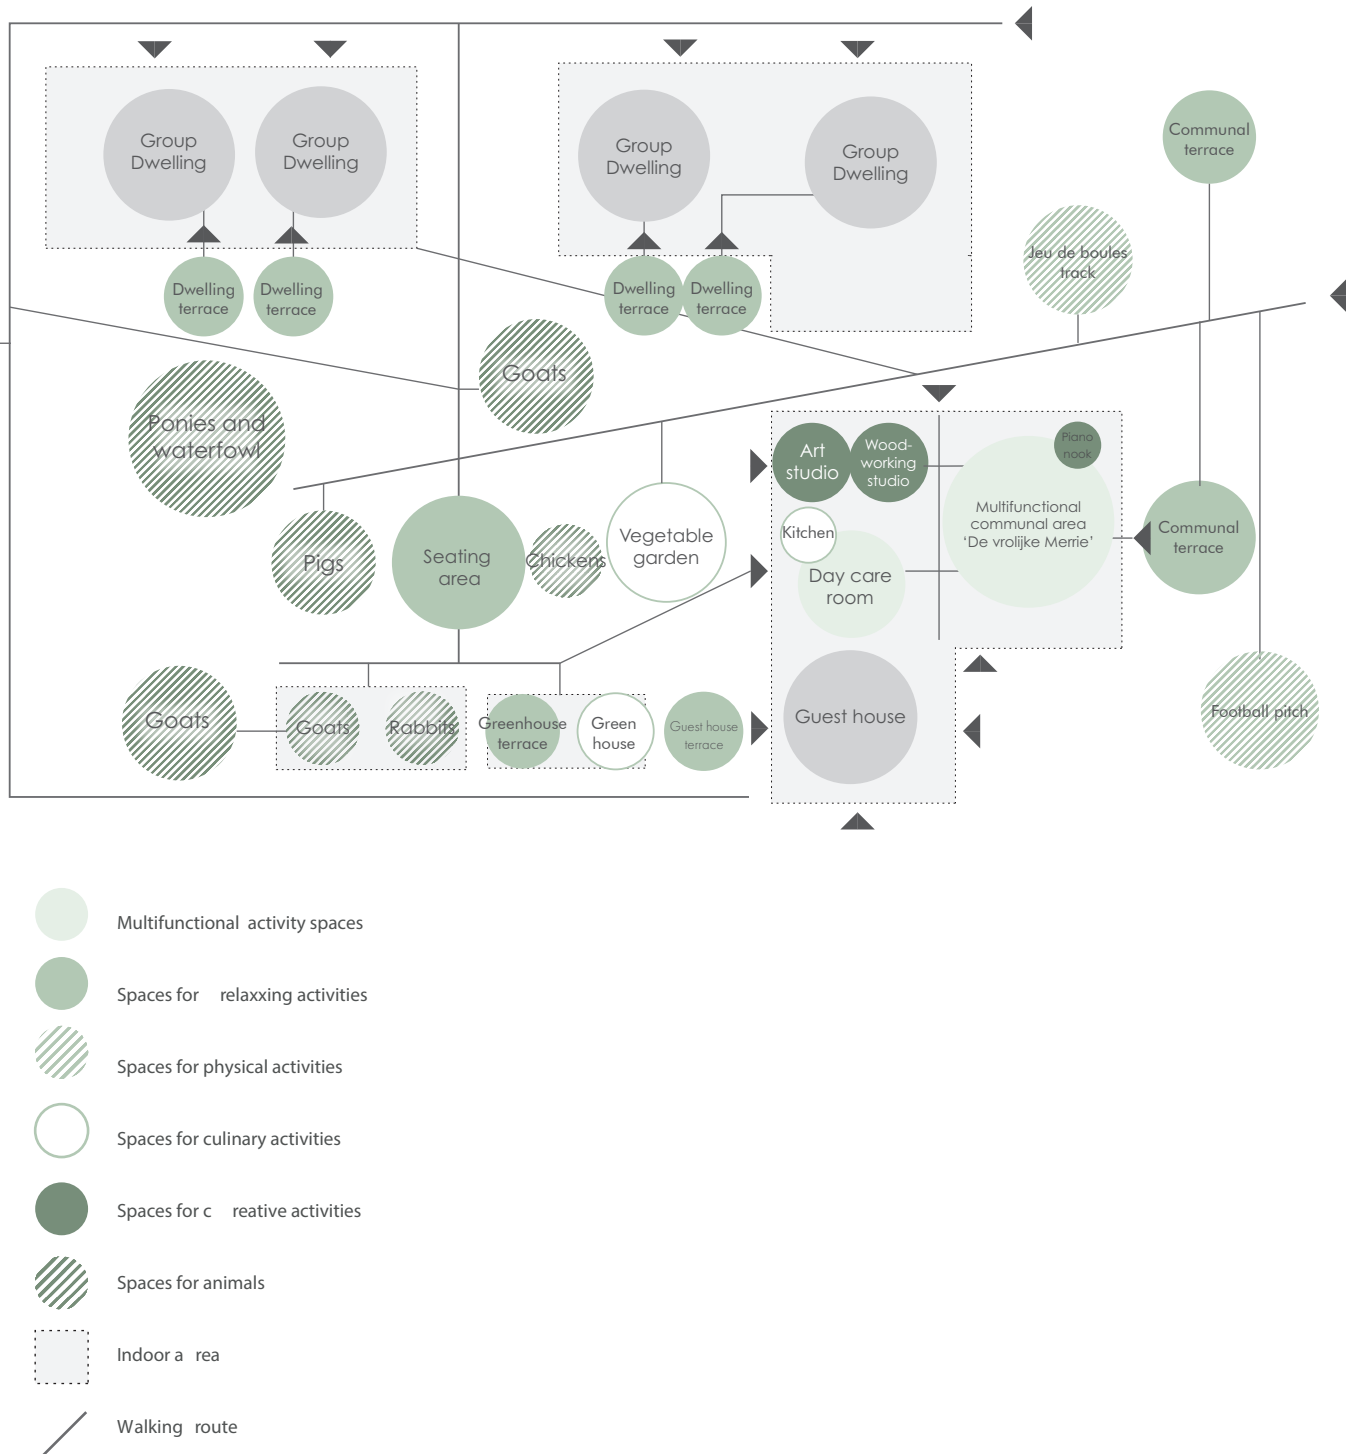 Group
Dwelling
Group
Dwelling
Group
Dwelling
Group
Dwelling
Communal
terrace
Jeu de boules
track
Dwelling
terrace
Dwelling
terrace
Dwelling
terrace
Dwelling
terrace
Goats
Ponies and
waterfowl
Art
studio
Wood-
working
studio
Piano
nook
Multifunctional
communal area
‘De vrolijke Merrie’
Kitchen
Communal
terrace
Pigs
Seating
area
Chickens
Vegetable
garden
Day care
room
Goats
Goats
Rabbits
Greenhouse
terrace
Green
house
Guest house
terrace
Guest house
Football pitch
Multifunctional activity spaces
Spaces for relaxxing activities
Spaces for physical activities
Spaces for culinary activities
Spaces for c reative activities
Spaces for animals
Indoor a rea
Walking route